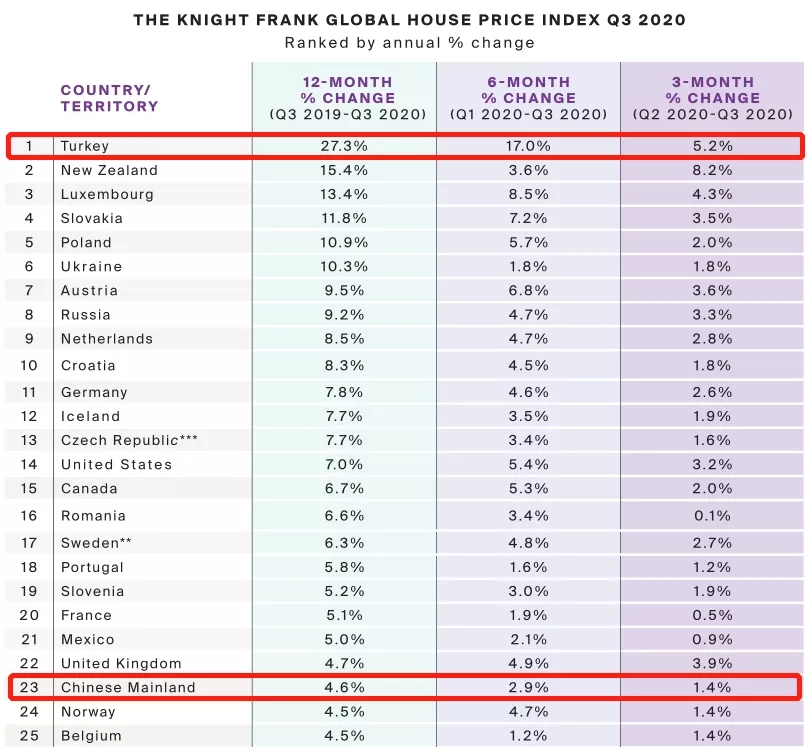 THE KNIGHT FRANK GLOBAL HOUSE PRICE INDEX Q3 2020
Ranked by annual % change
COUNTRY/
TERRITORY
12-MONTH
% CHANGE
(Q3 2019-Q3 2020)
6-MONTH
% CHANGE
(Q1 2020-Q3 2020)
3-MONTH
% CHANGE
(Q2 2020-Q3 2020)
1 Turkey 27.3% 17.0% 5.2%
2 New Zealand 15.4% 3.6% 8.2%
3 Luxembourg 13.4% 8.5% 4.3%
4 Slovakia 11.8% 7.2% 3.5%
5 Poland 10.9% 5.7% 2.0%
6 Ukraine 10.3% 1.8% 1.8%
7 Austria 9.5% 6.8% 3.6%
8 Russia 9.2% 4.7% 3.3%
9 Netherlands 8.5% 4.7% 2.8%
10 Croatia 8.3% 4.5% 1.8%
11 Germany 7.8% 4.6% 2.6%
12 Iceland 7.7% 3.5% 1.9%
13 Czech Republic*** 7.7% 3.4% 1.6%
14 United States 7.0% 5.4% 3.2%
15 Canada 6.7% 5.3% 2.0%
16 Romania 6.6% 3.4% 0.1%
17 Sweden** 6.3% 4.8% 2.7%
18 Portugal 5.8% 1.6% 1.2%
19 Slovenia 5.2% 3.0% 1.9%
20 France 5.1% 1.9% 0.5%
21 Mexico 5.0% 2.1% 0.9%
22 United Kingdom 4.7% 4.9% 3.9%
23 Chinese Mainland 4.6% 2.9% 1.4%
24 Norway 4.5% 4.7% 1.4%
25 Belgium 4.5% 1.2% 1.4%